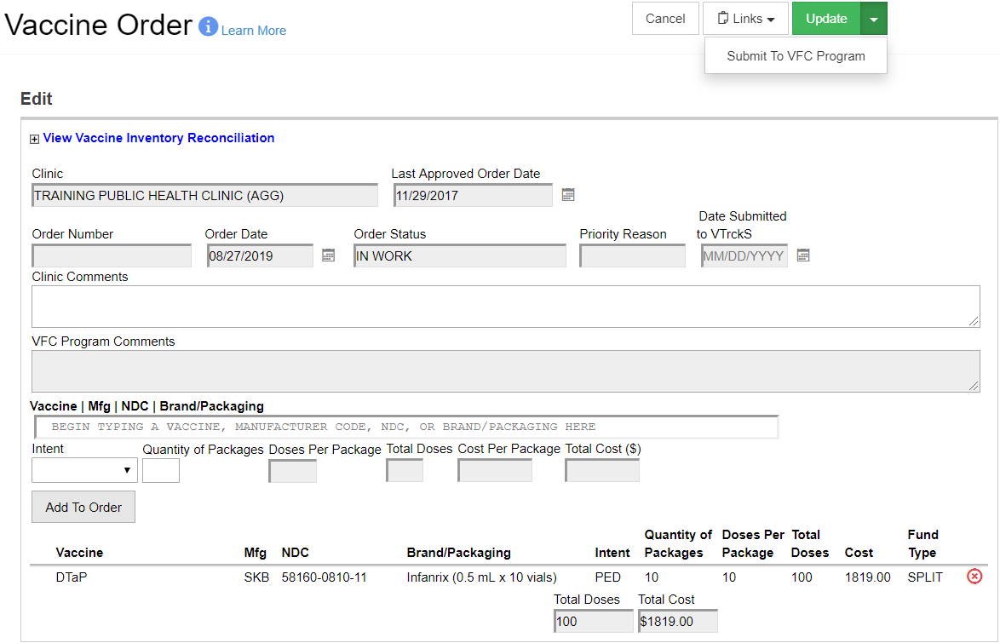 Vaccine Order Learn More
Cancel Links Update
Submit To VFC Program
Edit
View Vaccine Inventory Reconciliation
Clinic Last Approved Order Date
TRAINING PUBLIC HEALTH CLINIC (AGG) 11/29/2017
Order Number Order Date Order Status Priority Reason Date Submitted to VTrckS
08/27/2019 IN WORK MM/DD/YYYY
Clinic Comments
VFC Program Comments
Vaccine | Mfg | NDC | Brand/Packaging
BEGIN TYPING A VACCINE, MANUFACTURER CODE, NDC, OR BRAND/PACKAGING HERE
Intent Quantity of Packages Doses Per Package Total Doses Cost Per Package Total Cost ($)
Add To Order
Vaccine Mfg NDC Brand/Packaging Intent Quantity of Packages Doses Per Package Total Doses Cost Fund Type
DTaP SKB 58160-0810-11 Infanrix (0.5 mL x 10 vials) PED 10 10 100 1819.00 SPLIT
Total Doses Total Cost
100 $1819.00